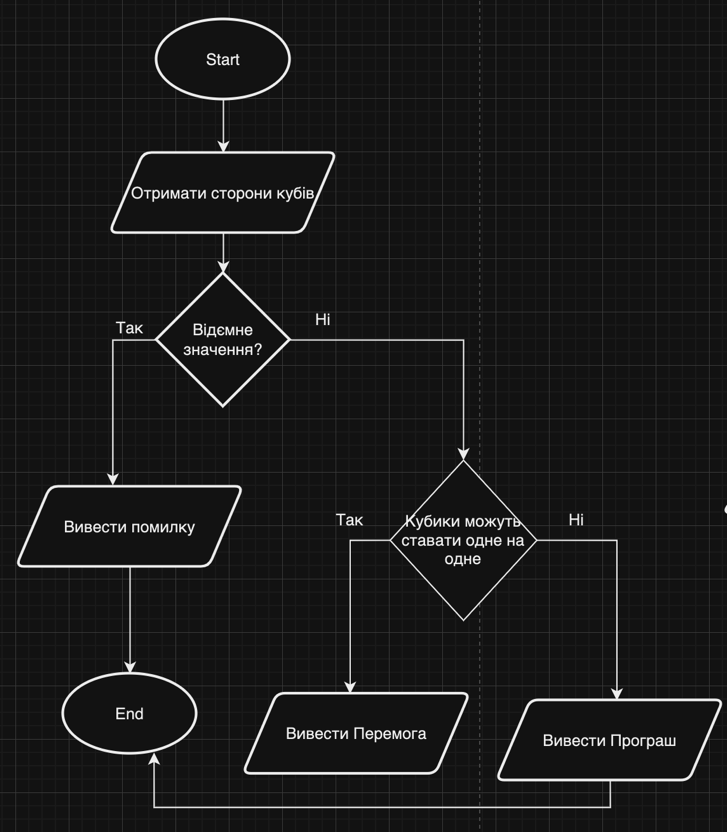 Start
Отримати сторони кубів
Так
Ні
Відємне
значення?
Вивести помилку
Так
Ні
Кубики можуть
ставати одне на
одне
End
Вивести Перемога
Вивести Програш